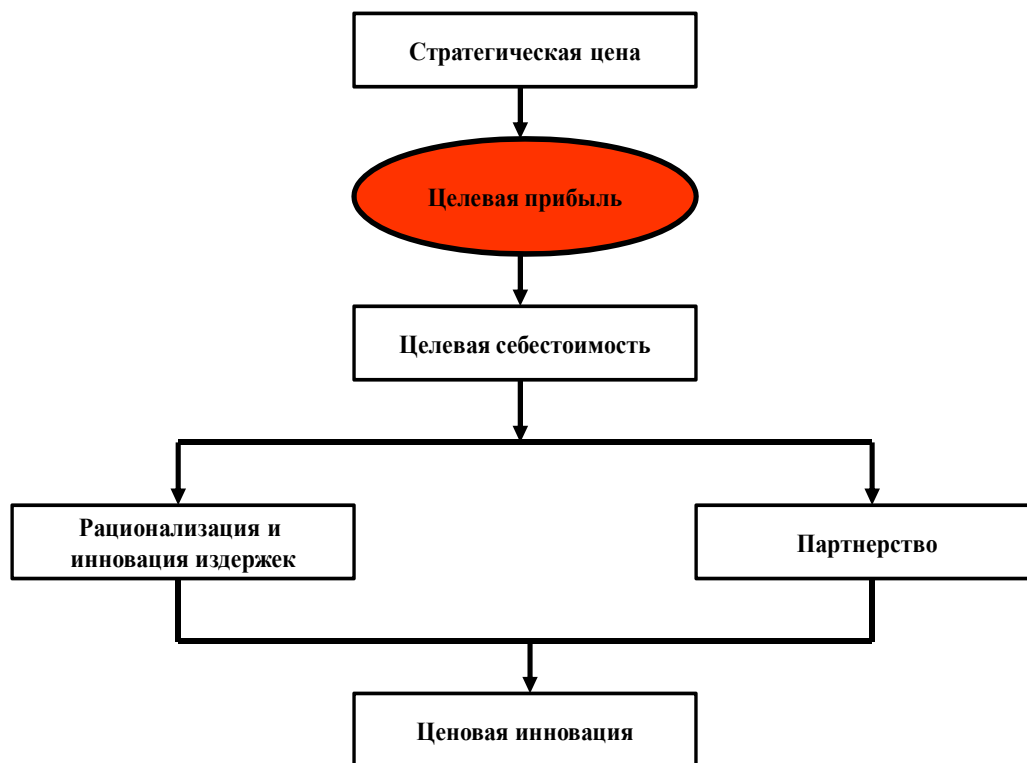 Стратегическая цена
Целевая прибыль
Целевая себестоимость
Рационализация и
инновация издержек
Партнерство
Ценовая инновация